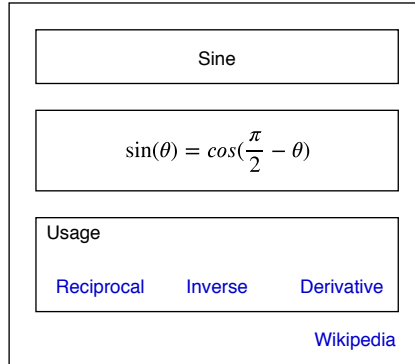 Sine
sin(θ) = cos(π/2 − θ)
Usage
Reciprocal Inverse Derivative
Wikipedia